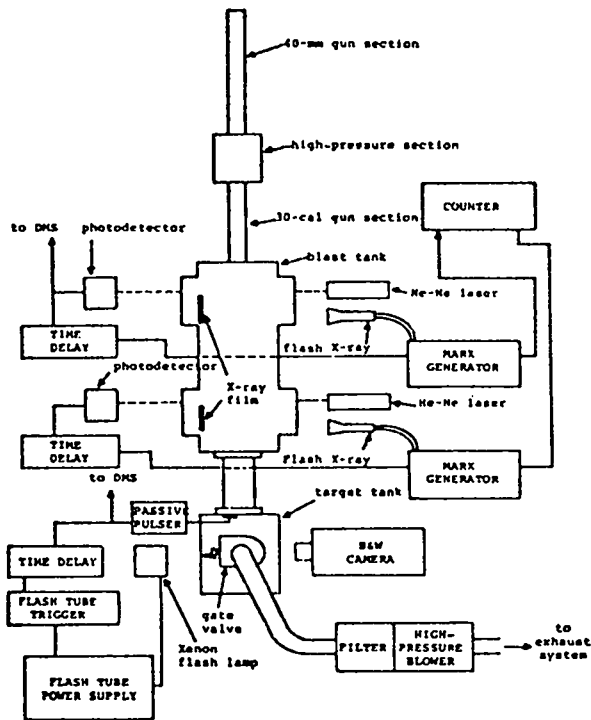 40-mm gun section
high-pressure section
30-cal gun section
COUNTER
to DMS
photodetector
blast tank
He-Ne laser
TIME
DELAY
flash X-ray
MARX
GENERATOR
photodetector
X-ray
film
He-Ne laser
TIME
DELAY
Flash X-ray
MARX
GENERATOR
to DMS
target tank
PASSIVE
PULSER
B&W
CAMERA
TIME DELAY
FLASH TUBE
TRIGGER
gate
valve
Xenon
flash lamp
FLASH TUBE
POWER SUPPLY
FILTER
HIGH-
PRESSURE
BLOWER
to
exhaust
system